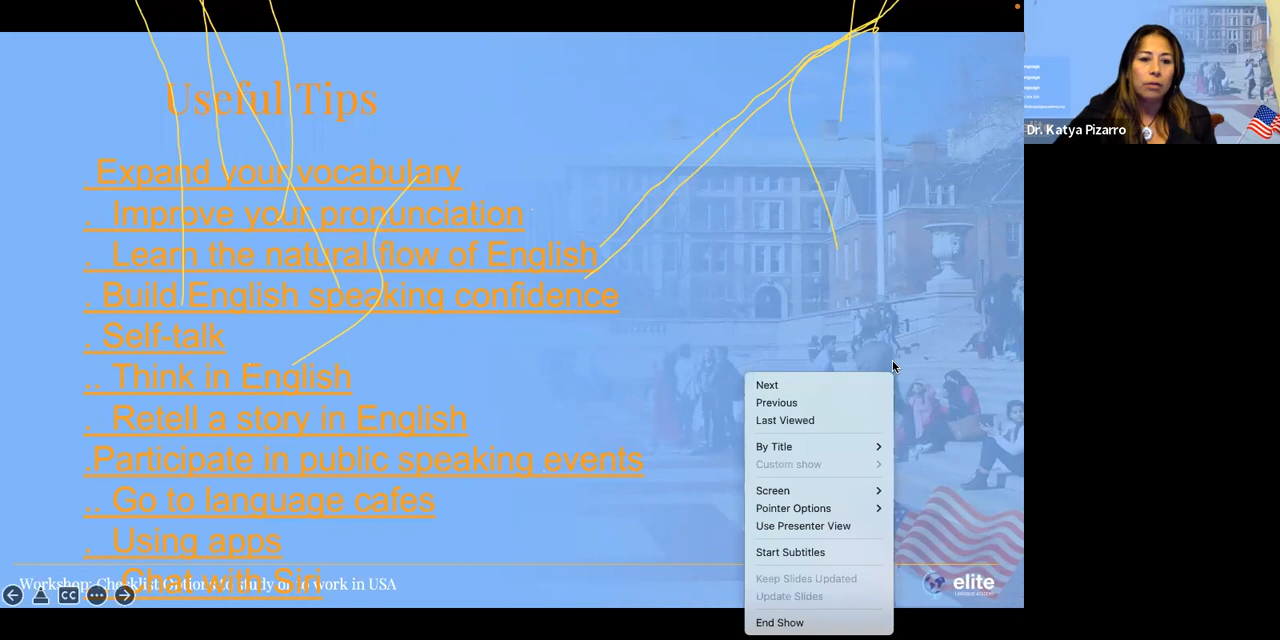 Useful Tips
. Expand your vocabulary
. Improve your pronunciation
. Learn the natural flow of English
. Build English speaking confidence
. Self-talk
.. Think in English
. Retell a story in English
.Participate in public speaking events
.. Go to language cafes
. Using apps
Chat with Siri
Workshop: Checklist Options to study or to work in USA
CC
elite
LANGUAGE ACADEMY
Next
Previous
Last Viewed
By Title
Custom show
Screen
Pointer Options
Use Presenter View
Start Subtitles
Keep Slides Updated
Update Slides
End Show
Dr. Katya Pizarro